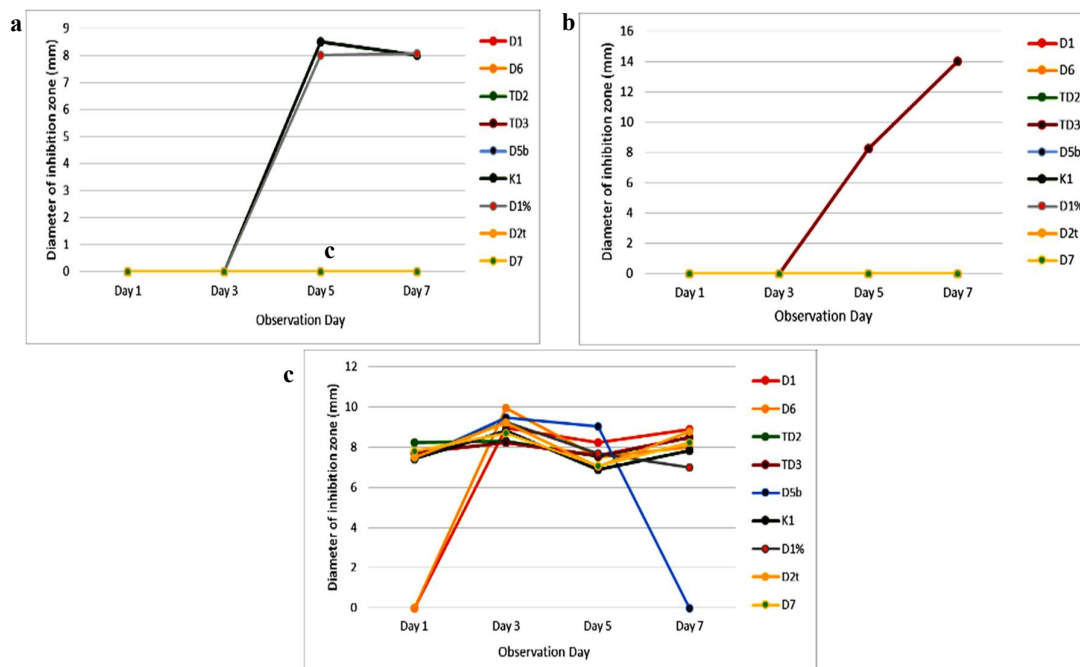 a
Diameter of inhibition zone (mm)
9
8
7
6
5
4
3
2
1
0
Day 1 Day 3 Day 5 Day 7
Observation Day
c
D1
D6
TD2
TD3
D5b
K1
D1%
D2t
D7
b
Diameter of inhibition zone (mm)
16
14
12
10
8
6
4
2
0
Day 1 Day 3 Day 5 Day 7
Observation Day
D1
D6
TD2
TD3
D5b
K1
D1%
D2t
D7
c
Diameter of inhibition zone (mm)
12
10
8
6
4
2
0
Day 1 Day 3 Day 5 Day 7
Observation Day
D1
D6
TD2
TD3
D5b
K1
D1%
D2t
D7